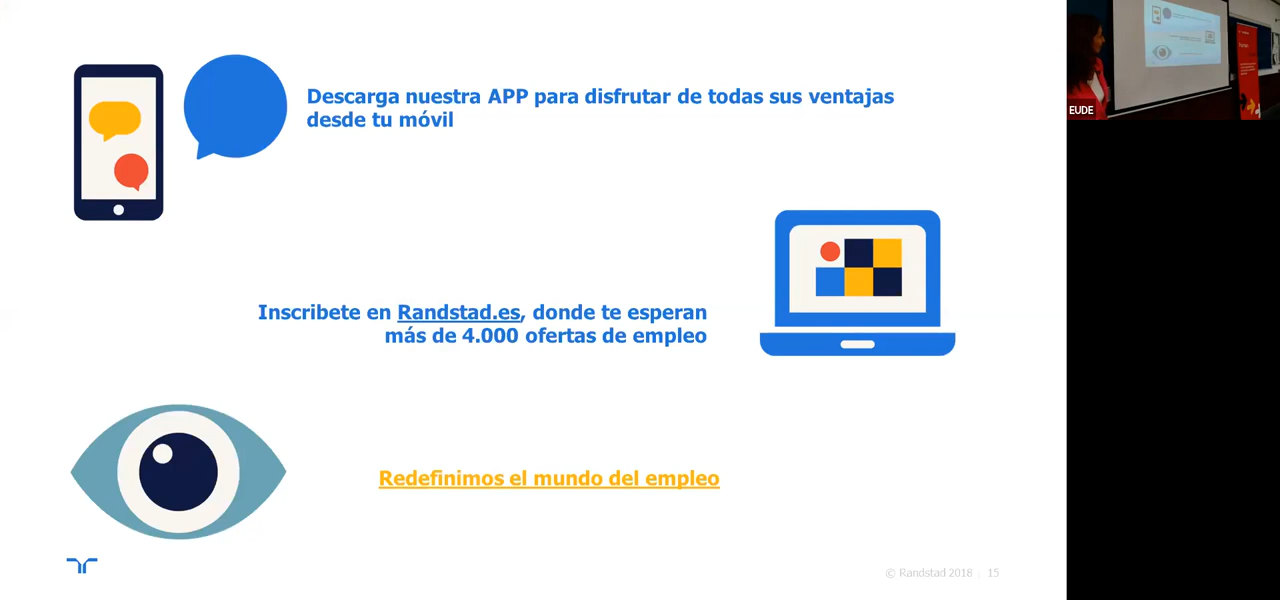 Descarga nuestra APP para disfrutar de todas sus ventajas
desde tu móvil
Inscribete en Randstad.es, donde te esperan
más de 4.000 ofertas de empleo
Redefinimos el mundo del empleo
© Randstad 2018 | 15
EUDE